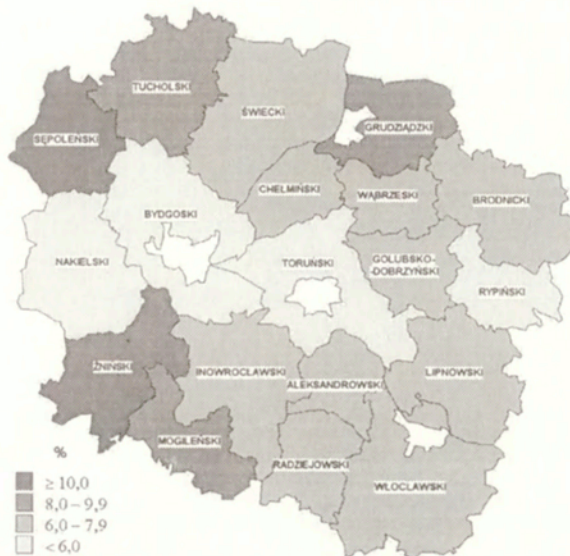 TUCHOLSKI
ŚWIECKI
GRUDZIĄDZKI
SĘPOLEŃSKI
CHEŁMIŃSKI
WĄBRZESKI
BRODNICKI
BYDGOSKI
NAKIELSKI
TORUŃSKI
GOLUBSKO-
DOBRZYŃSKI
RYPIŃSKI
ŻNIŃSKI
INOWROCŁAWSKI
ALEKSANDROWSKI
LIPNOWSKI
MOGILEŃSKI
RADZIEJOWSKI
WŁOCŁAWSKI
%
≥ 10,0
8,0 – 9,9
6,0 – 7,9
< 6,0